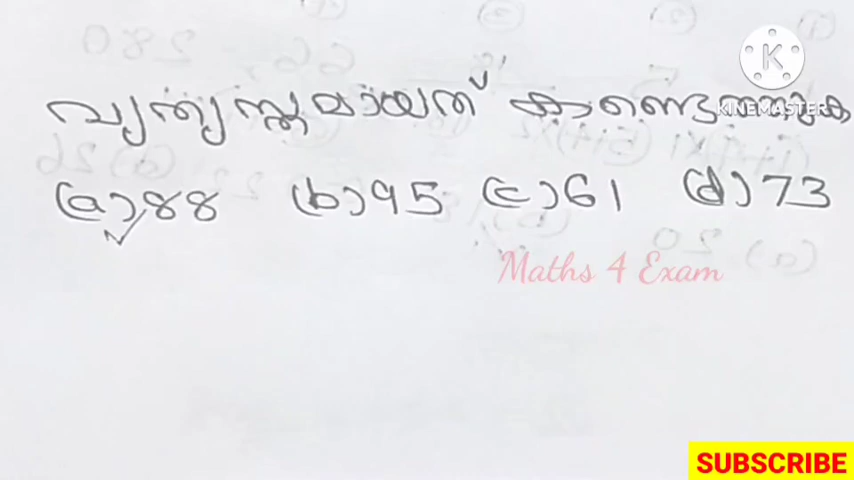 വ്യത്യസ്തമായത് കണ്ടെത്തുക
(a) 88 (b) 95 (c) 61 (d) 73
K
KINEMASTER
Maths 4 Exam
SUBSCRIBE